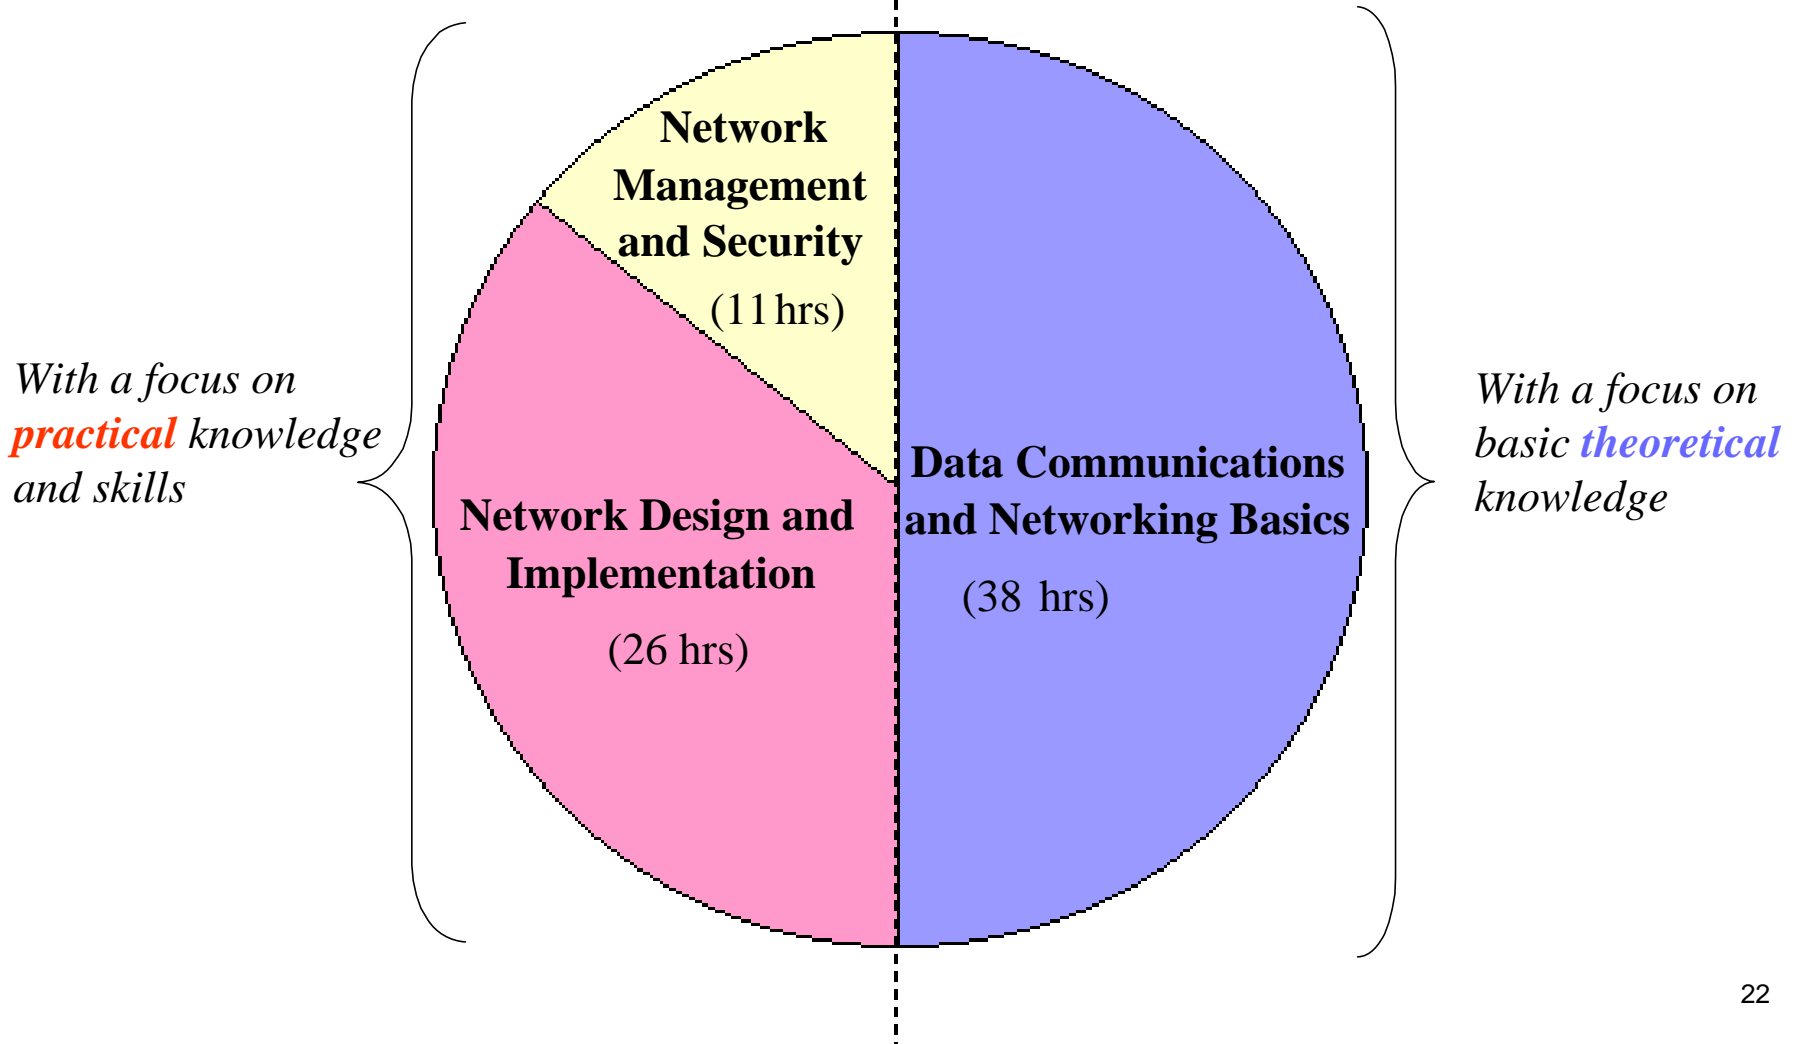 Network
Management
and Security
(11 hrs)
With a focus on
practical knowledge
and skills
Network Design and
Implementation
(26 hrs)
Data Communications
and Networking Basics
(38 hrs)
With a focus on
basic theoretical
knowledge
22